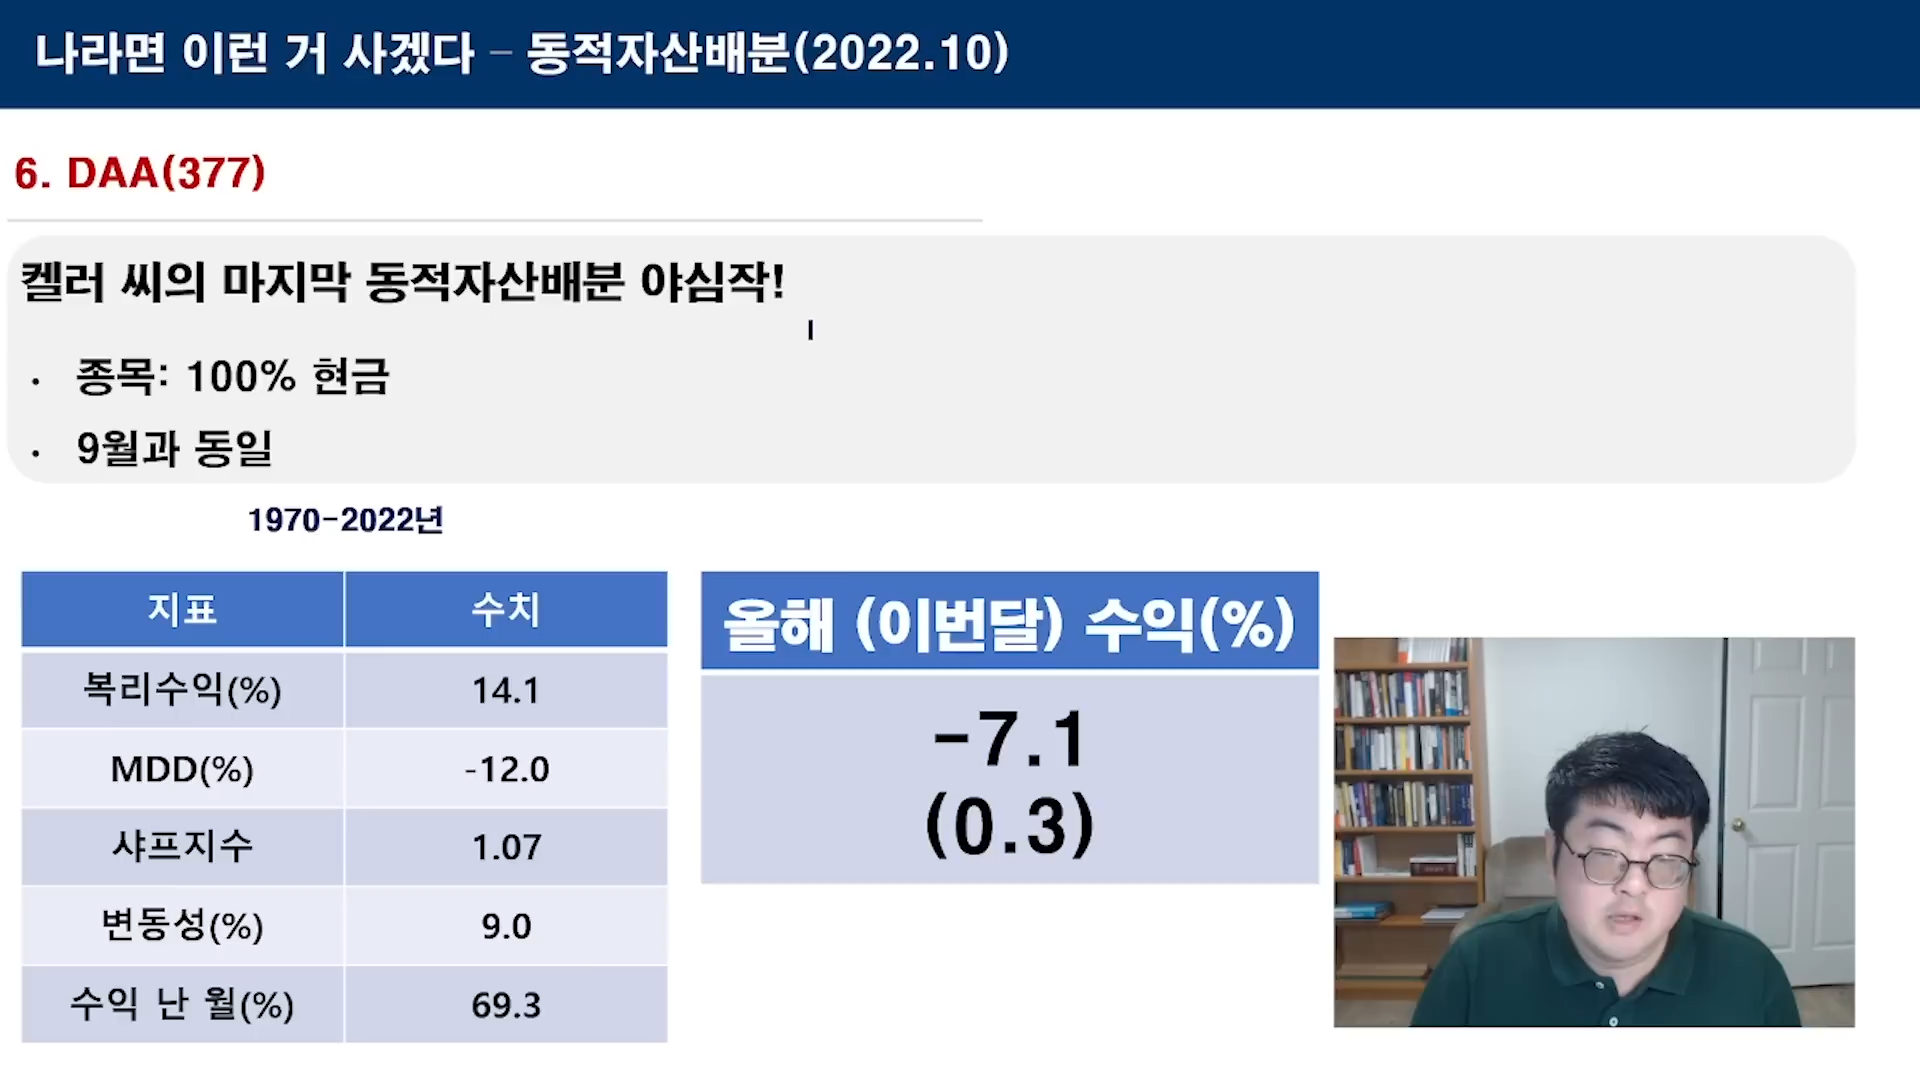 나라면 이런 거 사겠다 – 동적자산배분(2022.10)
6. DAA(377)
켈러 씨의 마지막 동적자산배분 야심작!
· 종목: 100% 현금
· 9월과 동일
1970-2022년
지표 수치
복리수익(%) 14.1
MDD(%) -12.0
샤프지수 1.07
변동성(%) 9.0
수익 난 월(%) 69.3
올해 (이번달) 수익(%)
-7.1
(0.3)